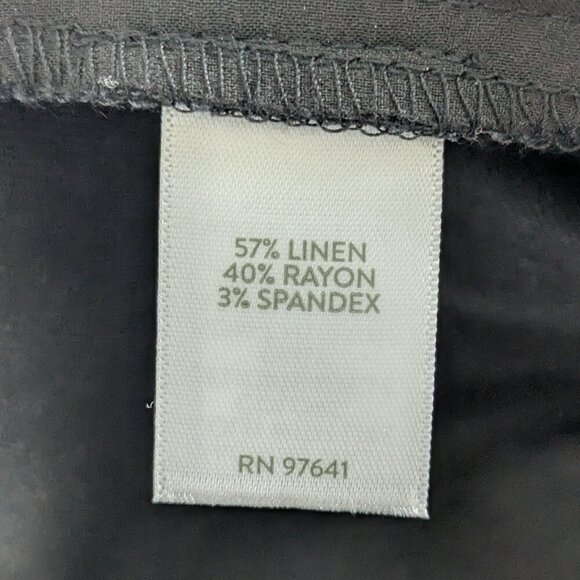 57% LINEN
40% RAYON
3% SPANDEX
RN 97641